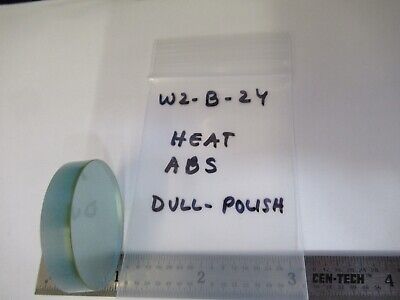 W2-B-24
HEAT
ABS
DULL-POLISH
1 2 3 CEN-TECH 4